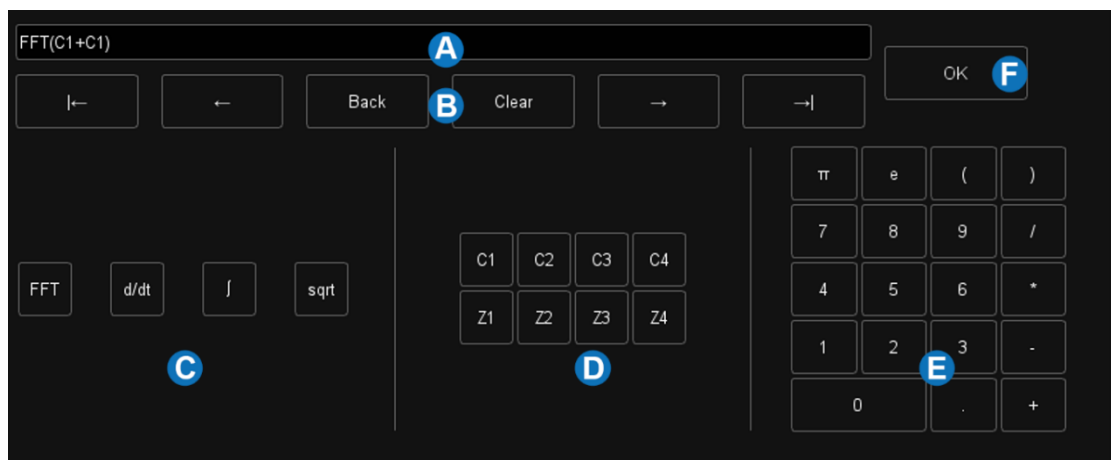 FFT(C1+C1)
A
OK F
|← ← Back B Clear → →|
π e ( )
7 8 9 /
C1 C2 C3 C4
FFT d/dt ∫ sqrt
4 5 6 *
Z1 Z2 Z3 Z4
1 2 3 -
C
D
E
0 . +